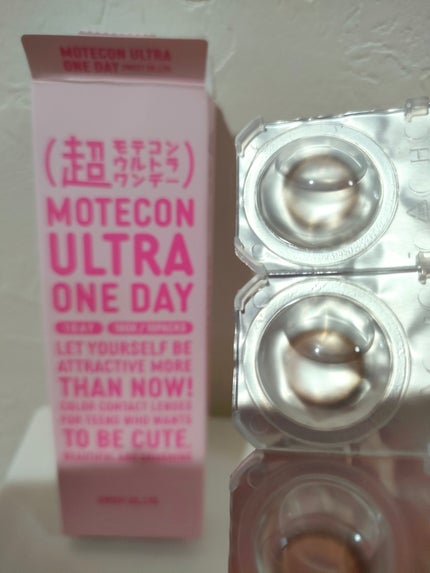 MOTECON ULTRA
ONE DAY
(超 モテコン
ウルトラ
ワンデー)
MOTECON
ULTRA
ONE DAY
1DAY
LET YOURSELF BE
ATTRACTIVE MORE
THAN NOW!
COLOR CONTACT LENSES
FOR TEENS WHO WANTS
TO BE CUTE.